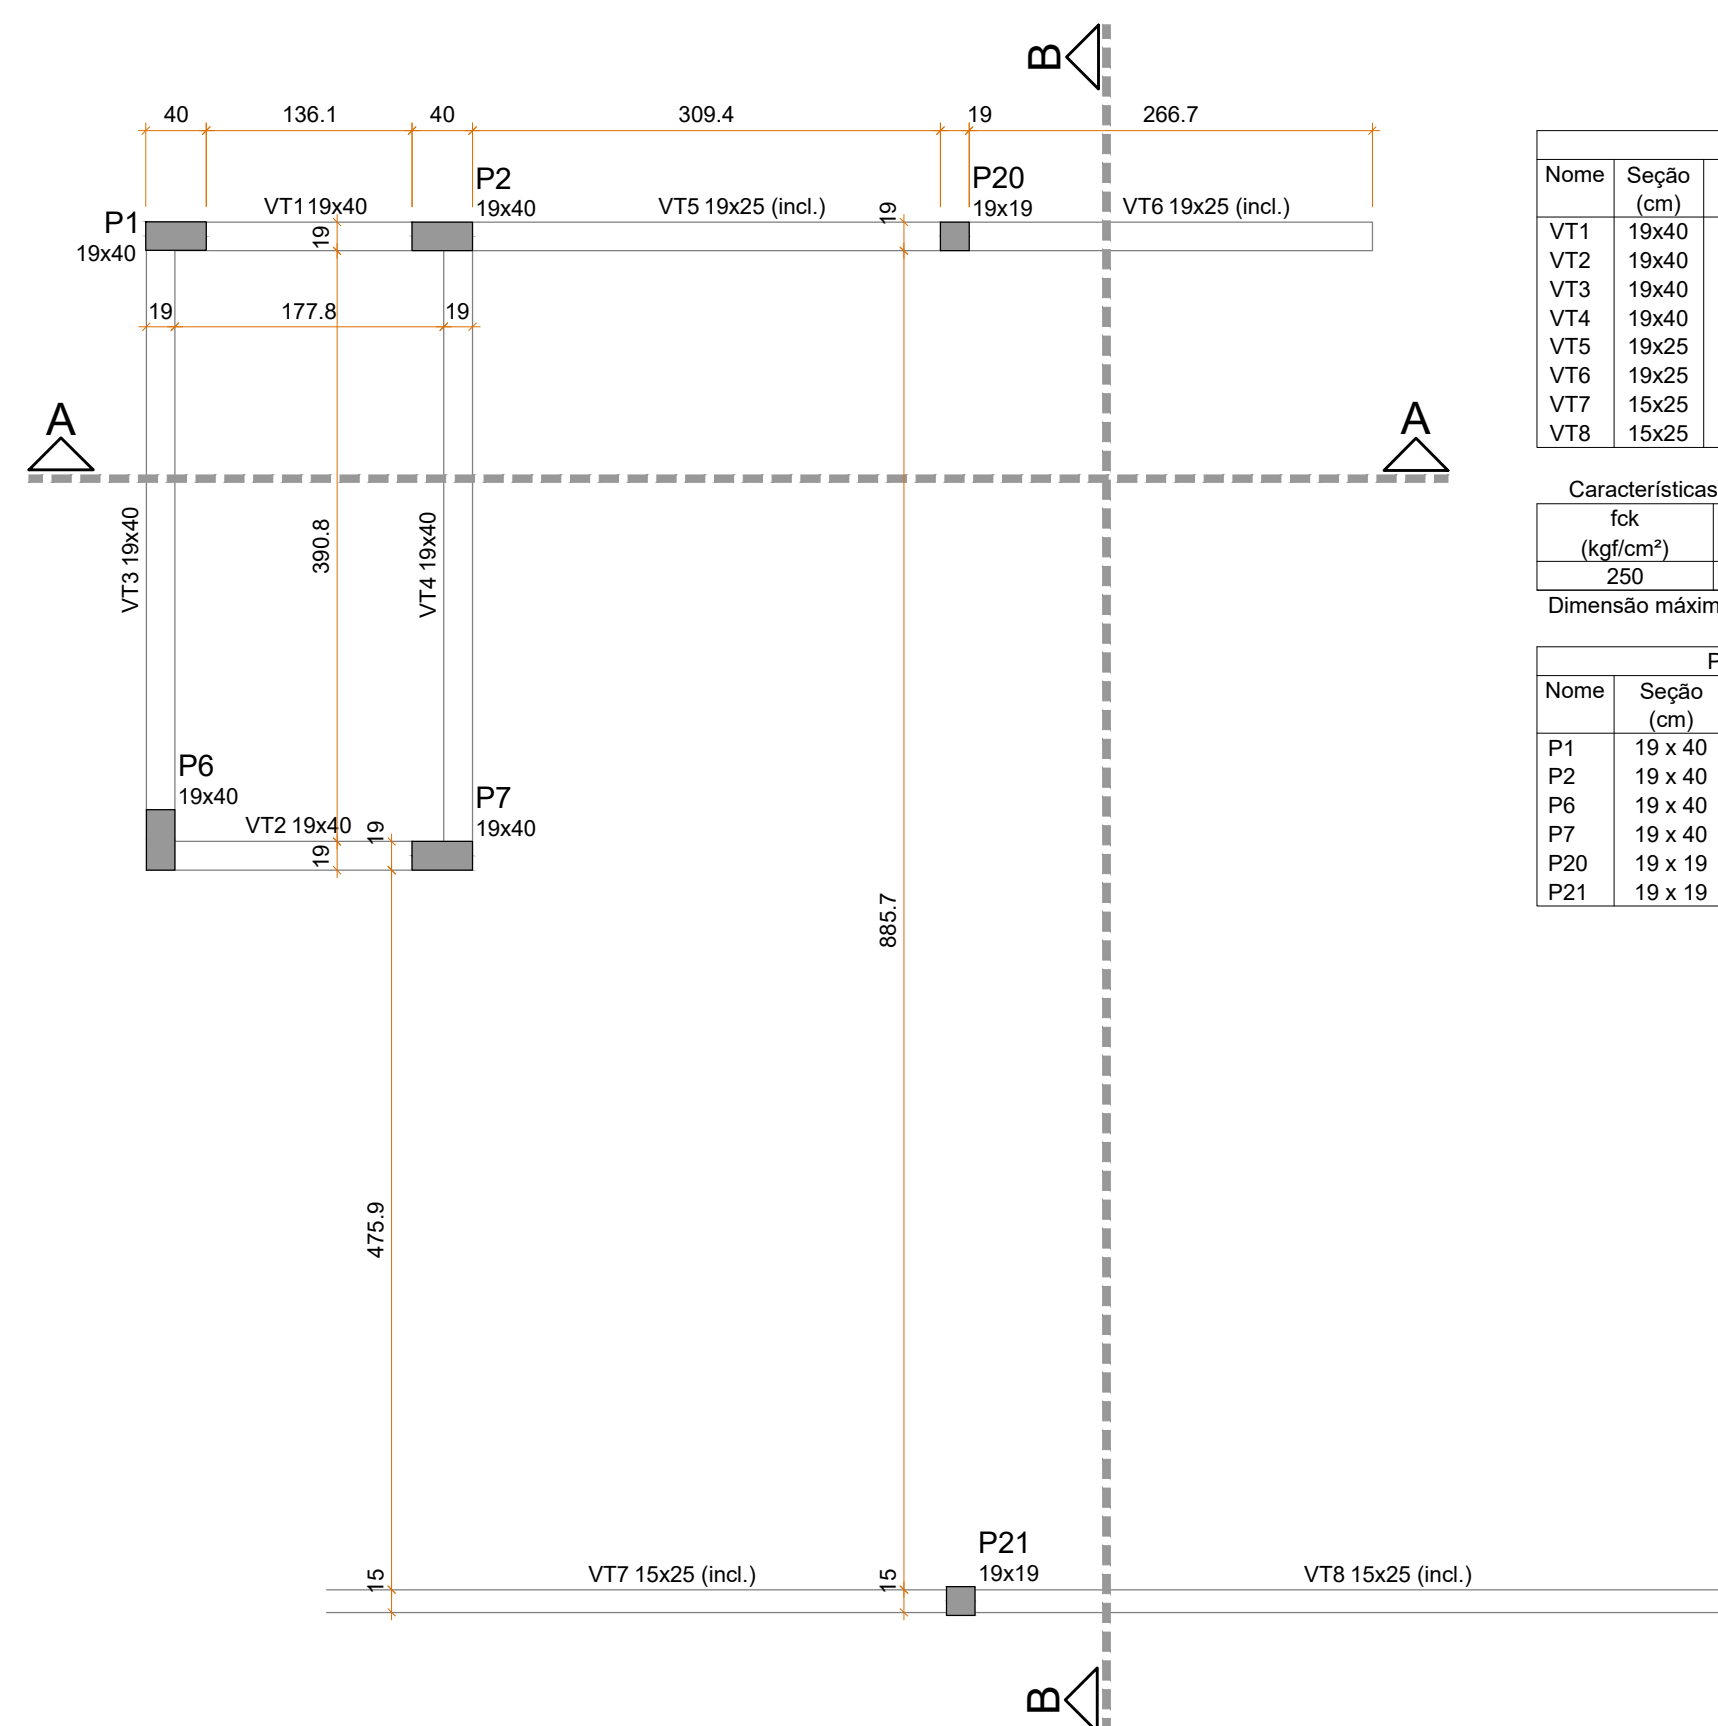 B
40 136.1 40 309.4 19 266.7
P2
19x40
P20
19x19
P1
19x40
VT1 19x40
VT5 19x25 (incl.)
VT6 19x25 (incl.)
19
19
19 177.8 19
A
A
VT3 19x40
390.8
VT4 19x40
P6
19x40
P7
19x40
VT2 19x40
19
19
885.7
475.9
P21
19x19
VT7 15x25 (incl.)
VT8 15x25 (incl.)
15
15
B
Nome Seção
(cm)
VT1 19x40
VT2 19x40
VT3 19x40
VT4 19x40
VT5 19x25
VT6 19x25
VT7 15x25
VT8 15x25
Características
fck
(kgf/cm²)
250
Dimensão máxim
P
Nome Seção
(cm)
P1 19 x 40
P2 19 x 40
P6 19 x 40
P7 19 x 40
P20 19 x 19
P21 19 x 19